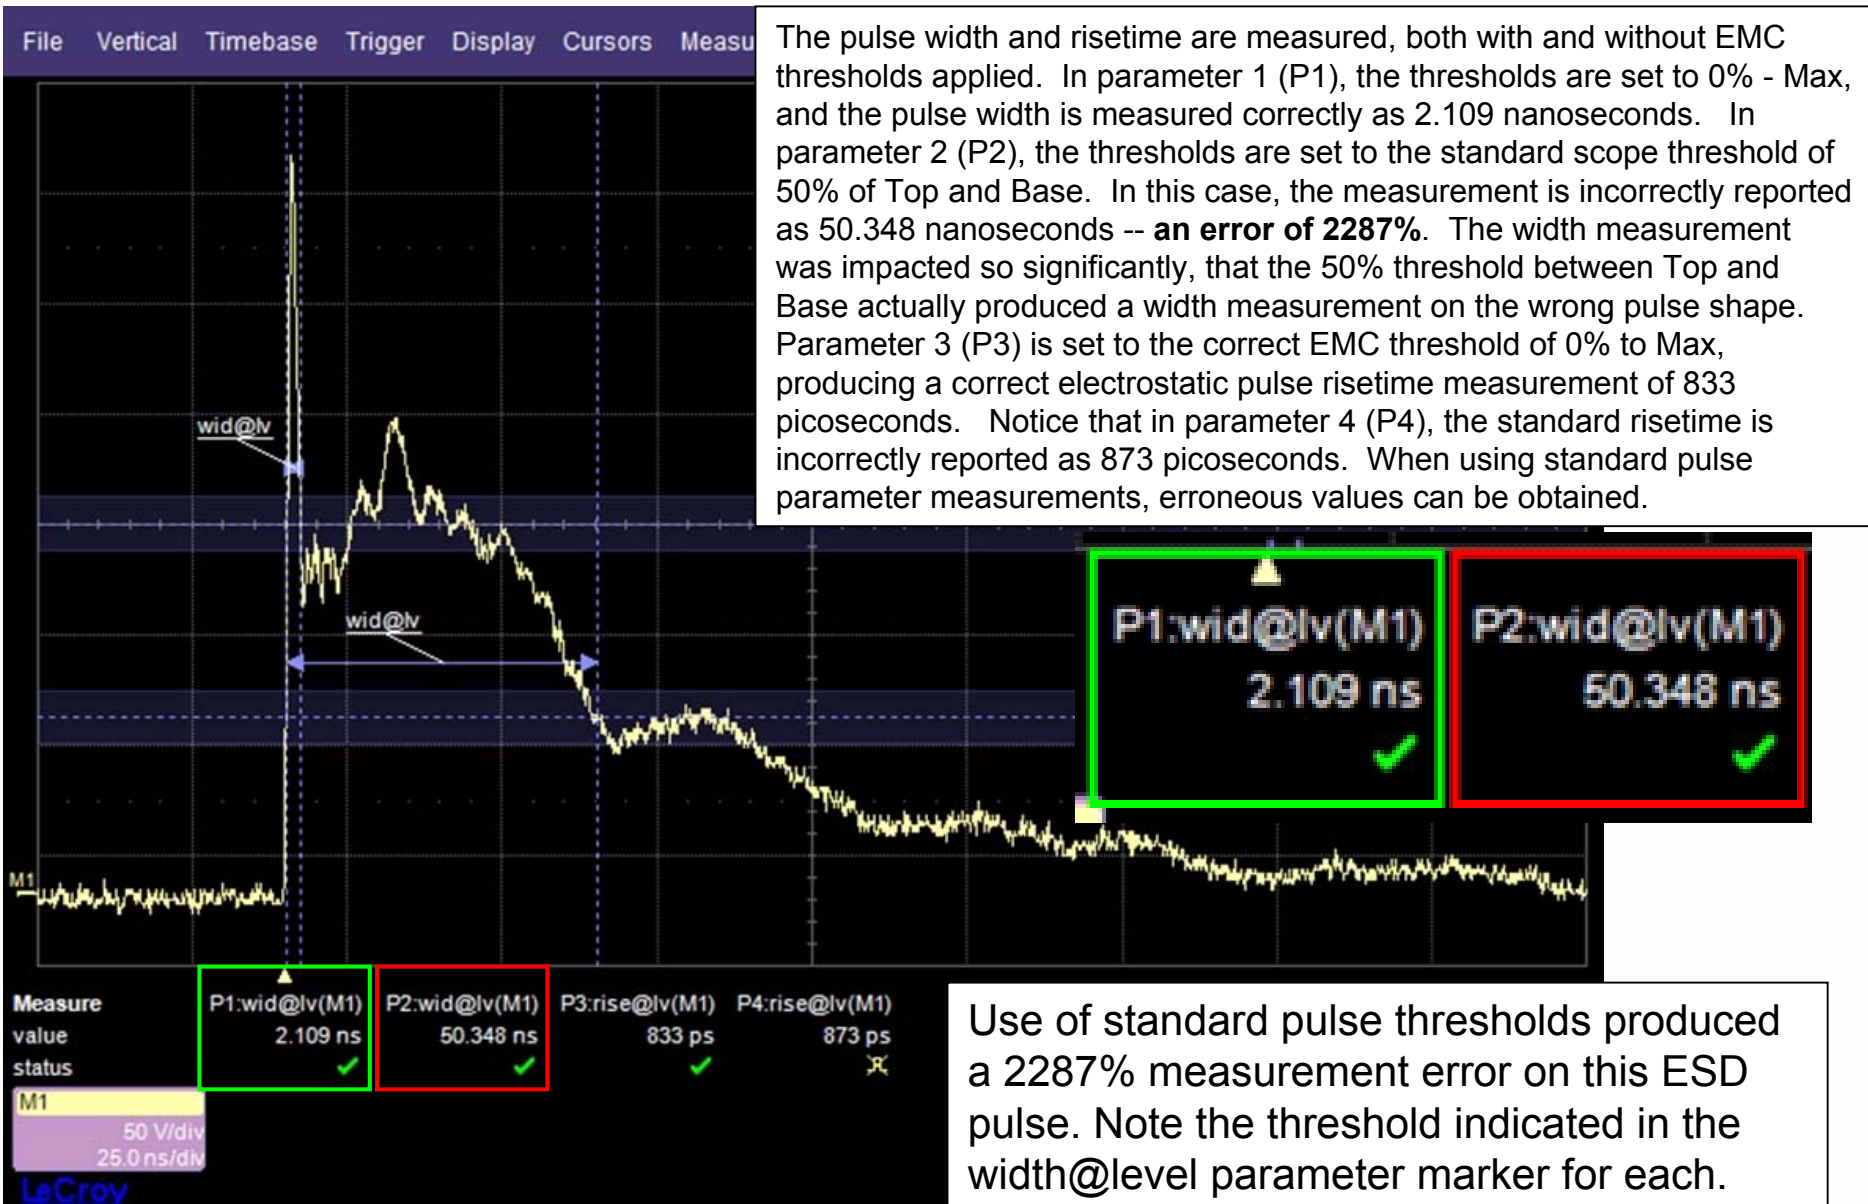 File Vertical Timebase Trigger Display Cursors Measu
The pulse width and risetime are measured, both with and without EMC
thresholds applied. In parameter 1 (P1), the thresholds are set to 0% - Max,
and the pulse width is measured correctly as 2.109 nanoseconds. In
parameter 2 (P2), the thresholds are set to the standard scope threshold of
50% of Top and Base. In this case, the measurement is incorrectly reported
as 50.348 nanoseconds -- an error of 2287%. The width measurement
was impacted so significantly, that the 50% threshold between Top and
Base actually produced a width measurement on the wrong pulse shape.
Parameter 3 (P3) is set to the correct EMC threshold of 0% to Max,
producing a correct electrostatic pulse risetime measurement of 833
picoseconds. Notice that in parameter 4 (P4), the standard risetime is
incorrectly reported as 873 picoseconds. When using standard pulse
parameter measurements, erroneous values can be obtained.
wid@lv
wid@lv
P1:wid@lv(M1) P2:wid@lv(M1)
2.109 ns 50.348 ns
M1
Measure P1:wid@lv(M1) P2:wid@lv(M1) P3:rise@lv(M1) P4:rise@lv(M1)
value 2.109 ns 50.348 ns 833 ps 873 ps
status
M1
50 V/div
25.0 ns/div
LeCroy
Use of standard pulse thresholds produced
a 2287% measurement error on this ESD
pulse. Note the threshold indicated in the
width@level parameter marker for each.